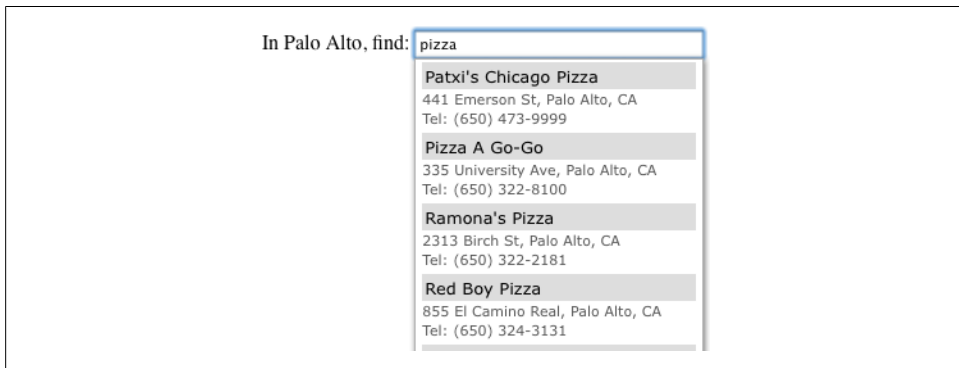 In Palo Alto, find: pizza
Patxi's Chicago Pizza
441 Emerson St, Palo Alto, CA
Tel: (650) 473-9999
Pizza A Go-Go
335 University Ave, Palo Alto, CA
Tel: (650) 322-8100
Ramona's Pizza
2313 Birch St, Palo Alto, CA
Tel: (650) 322-2181
Red Boy Pizza
855 El Camino Real, Palo Alto, CA
Tel: (650) 324-3131